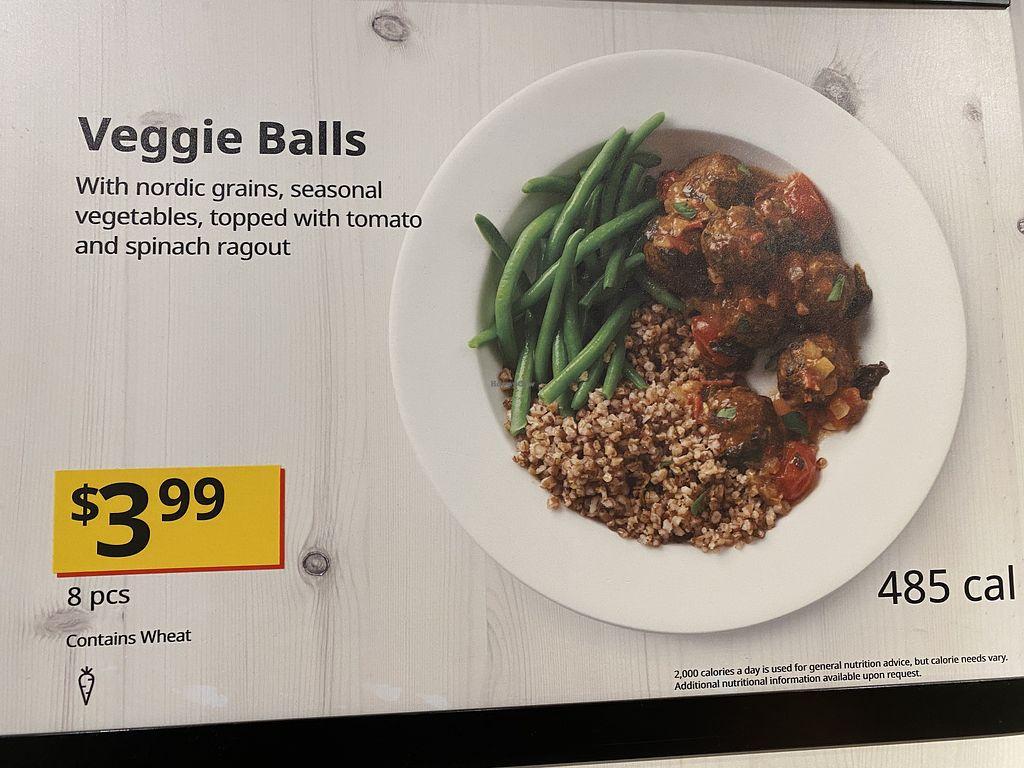 Veggie Balls
With nordic grains, seasonal
vegetables, topped with tomato
and spinach ragout
$3 99
8 pcs
Contains Wheat
485 cal
2,000 calories a day is used for general nutrition advice, but calorie needs vary.
Additional nutritional information available upon request.